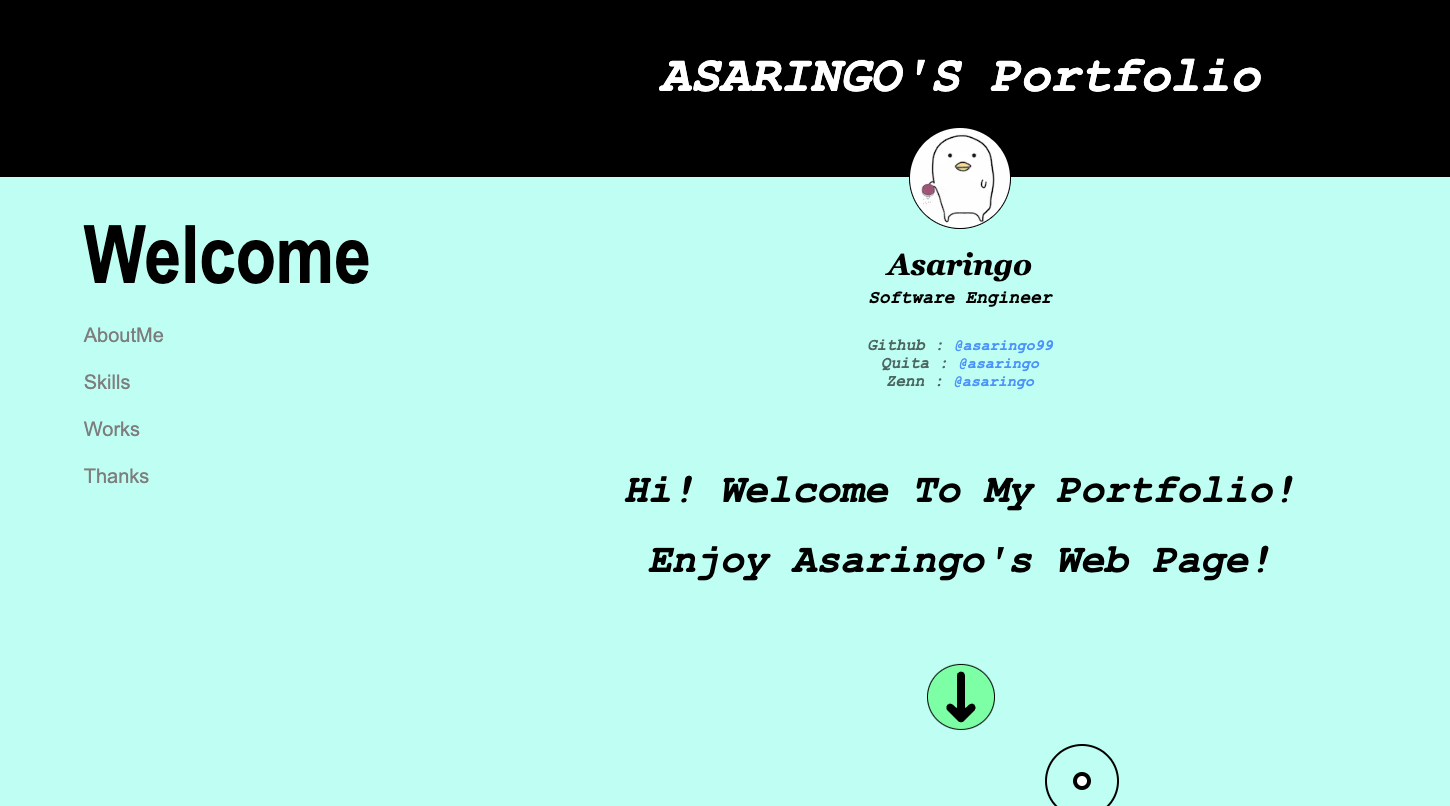 ASARINGO'S Portfolio
Welcome
AboutMe
Skills
Works
Thanks
Asaringo
Software Engineer
Github : @asaringo99
Quita : @asaringo
Zenn : @asaringo
Hi! Welcome To My Portfolio!
Enjoy Asaringo's Web Page!